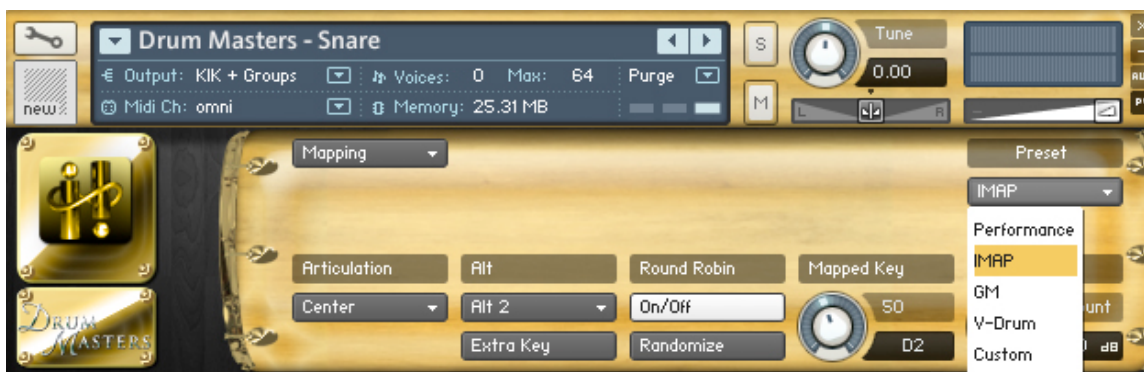 Drum Masters - Snare
S
Tune
Output: KIK + Groups
Voices: 0 Max: 64
Purge
0.00
AU
new
Midi Ch: omni
Memory: 25.31 MB
M
L
R
Mapping
Preset
IMAP
Performance
IMAP
GM
V-Drum
Custom
Articulation
Alt
Round Robin
Mapped Key
Center
Alt 2
On/Off
50
unt
DRUM MASTERS
Extra Key
Randomize
D2
dB